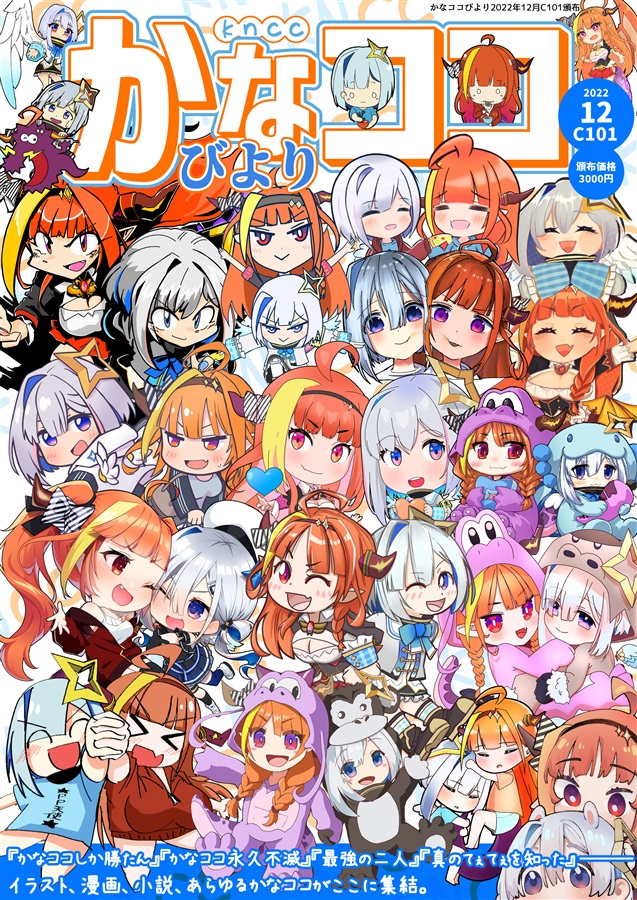 かなココびより2022年12月C101頒布
kncc
かなココ
びより
2022
12
C101
頒布価格
3000円
PP天使
『かなココしか勝たん』『かなココ永久不滅』『最強の二人』『真のてぇてぇを知った』――
イラスト、漫画、小説、あらゆるかなココがここに集結。